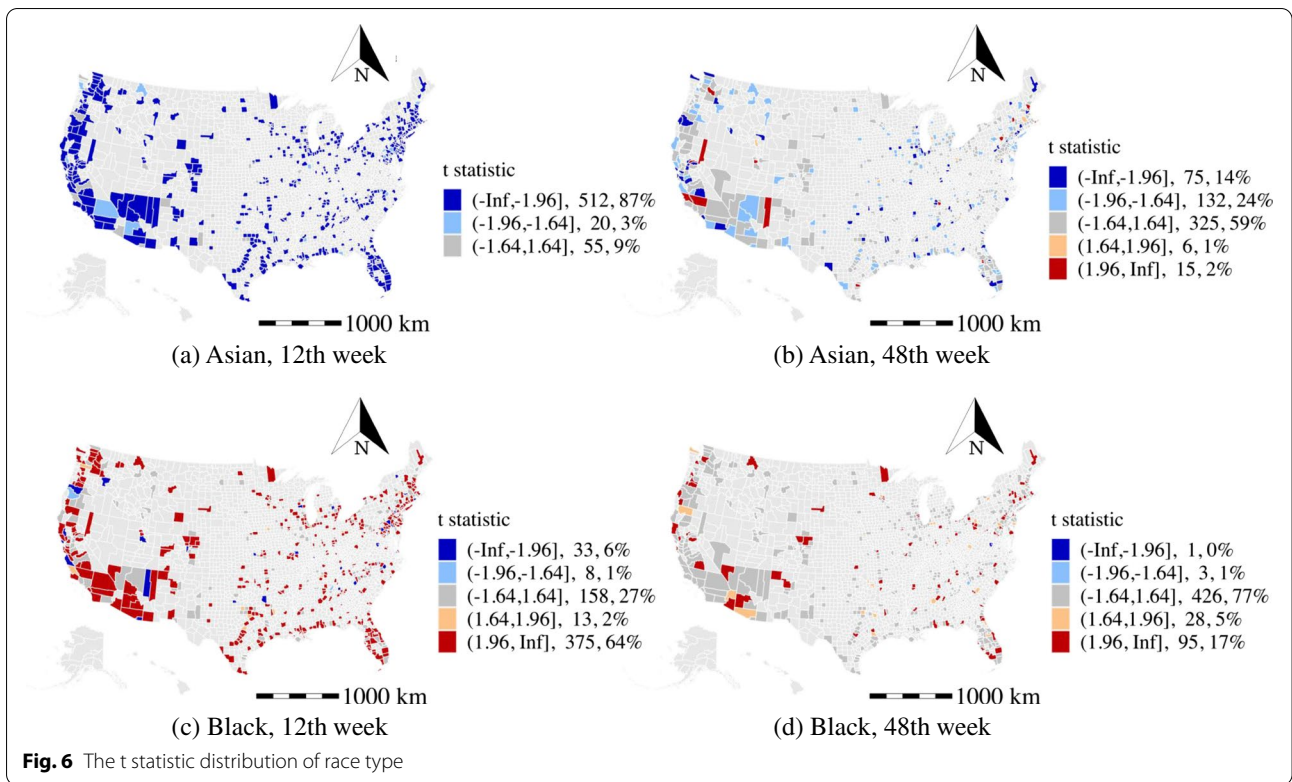 N
t statistic
(-Inf,-1.96], 512, 87%
(-1.96,-1.64], 20, 3%
(-1.64,1.64], 55, 9%
1000 km
(a) Asian, 12th week
N
t statistic
(-Inf,-1.96], 75, 14%
(-1.96,-1.64], 132, 24%
(-1.64,1.64], 325, 59%
(1.64,1.96], 6, 1%
(1.96, Inf], 15, 2%
1000 km
(b) Asian, 48th week
N
t statistic
(-Inf,-1.96], 33, 6%
(-1.96,-1.64], 8, 1%
(-1.64,1.64], 158, 27%
(1.64,1.96], 13, 2%
(1.96, Inf], 375, 64%
1000 km
(c) Black, 12th week
N
t statistic
(-Inf,-1.96], 1, 0%
(-1.96,-1.64], 3, 1%
(-1.64,1.64], 426, 77%
(1.64,1.96], 28, 5%
(1.96, Inf], 95, 17%
1000 km
(d) Black, 48th week
Fig. 6 The t statistic distribution of race type